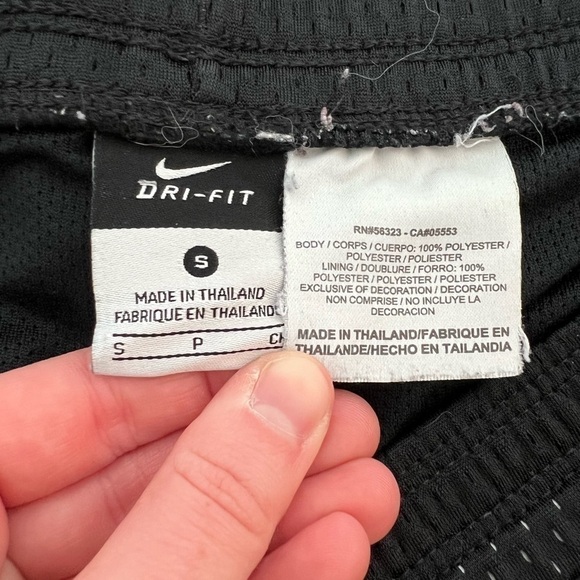 DRI-FIT
S
MADE IN THAILAND
FABRIQUE EN THAILAND
S P CH
RN#56323 - CA#05553
BODY / CORPS / CUERPO: 100% POLYESTER /
POLYESTER / POLIESTER
LINING / DOUBLURE / FORRO: 100%
POLYESTER / POLYESTER / POLIESTER
EXCLUSIVE OF DECORATION / DECORATION
NON COMPRISE / NO INCLUYE LA
DECORACION
MADE IN THAILAND/FABRIQUE EN
THAILANDE/HECHO EN TAILANDIA